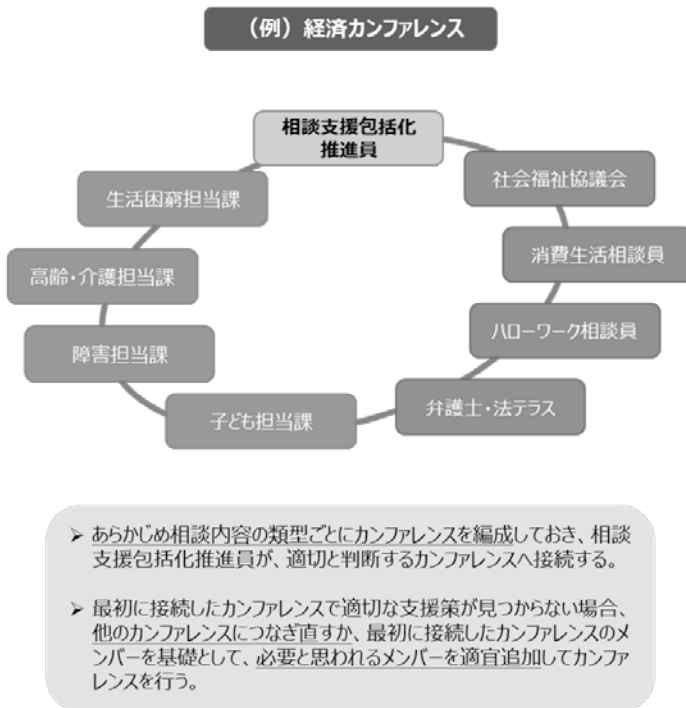 （例）経済カンファレンス
相談支援包括化
推進員
社会福祉協議会
生活困窮担当課
消費生活相談員
高齢・介護担当課
ハローワーク相談員
障害担当課
弁護士・法テラス
子ども担当課
➢ あらかじめ相談内容の類型ごとにカンファレンスを編成しておき、相談
支援包括化推進員が、適切と判断するカンファレンスへ接続する。
➢ 最初に接続したカンファレンスで適切な支援策が見つからない場合、
他のカンファレンスにつなぎ直すか、最初に接続したカンファレンスのメ
ンバーを基礎として、必要と思われるメンバーを適宜追加してカンファ
レンスを行う。